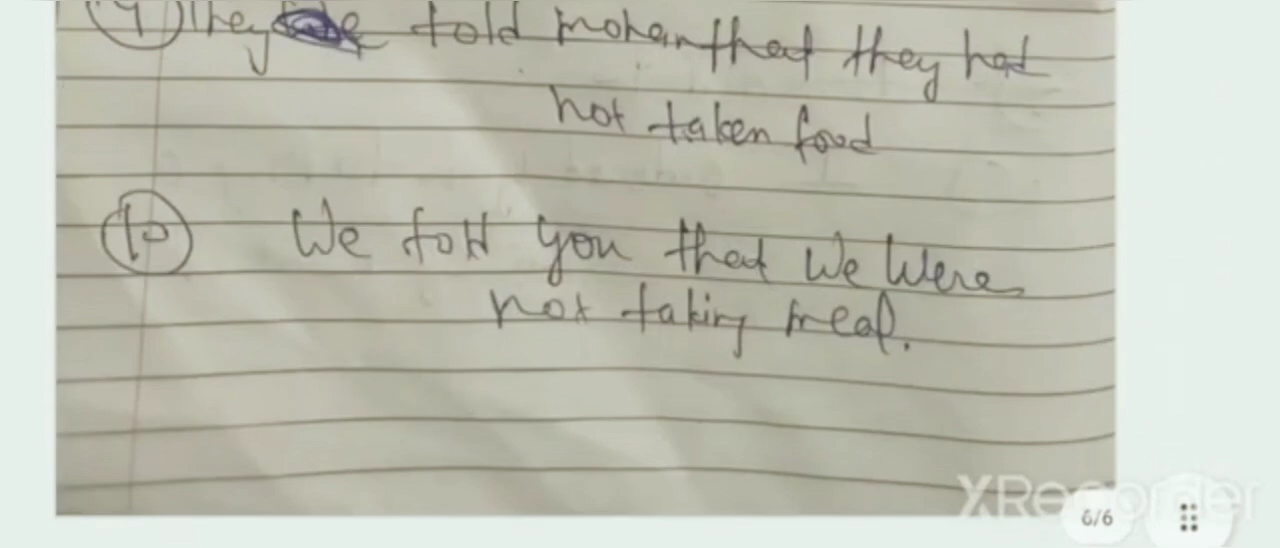 (9) They told mohan that they had
not taken food
(10) We told you that we were
not taking meal.
XRecorder
6/6